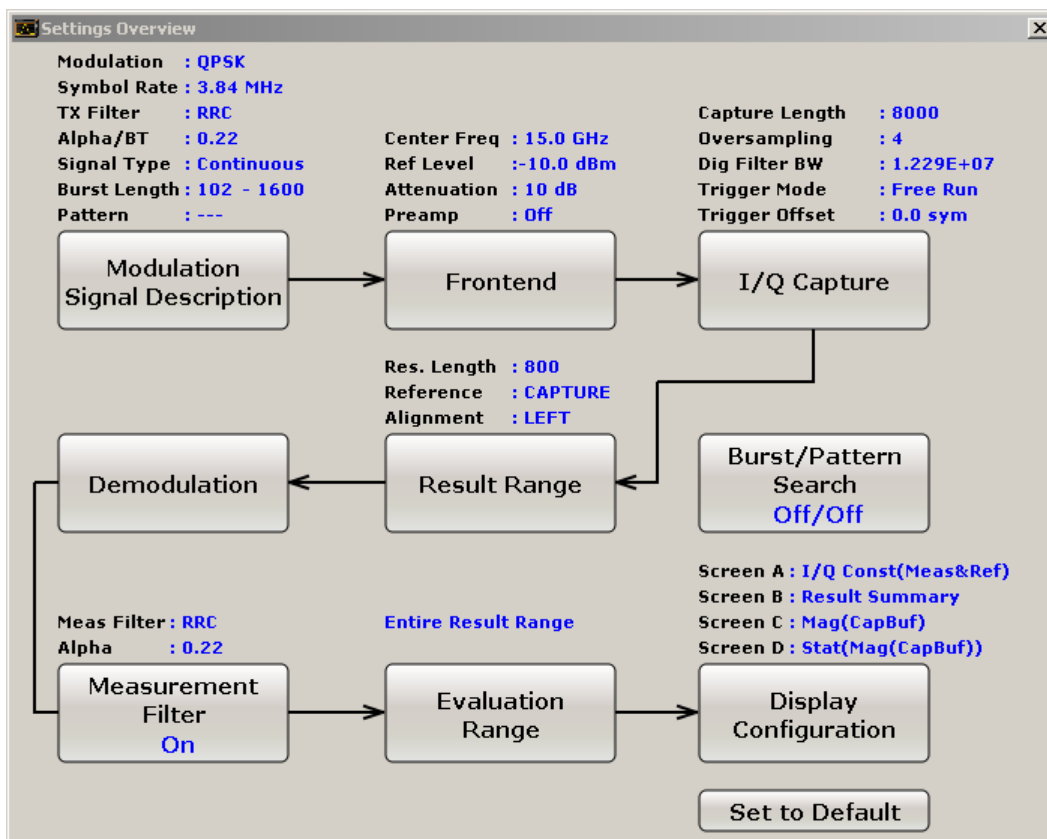 Settings Overview
Modulation : QPSK
Symbol Rate : 3.84 MHz
TX Filter : RRC
Alpha/BT : 0.22
Signal Type : Continuous
Burst Length : 102 - 1600
Pattern : ---
Modulation
Signal Description
Center Freq : 15.0 GHz
Ref Level :-10.0 dBm
Attenuation : 10 dB
Preamp : Off
Frontend
Capture Length : 8000
Oversampling : 4
Dig Filter BW : 1.229E+07
Trigger Mode : Free Run
Trigger Offset : 0.0 sym
I/Q Capture
Res. Length : 800
Reference : CAPTURE
Alignment : LEFT
Demodulation
Result Range
Burst/Pattern
Search
Off/Off
Meas Filter : RRC
Alpha : 0.22
Measurement
Filter
On
Entire Result Range
Evaluation
Range
Screen A : I/Q Const(Meas&Ref)
Screen B : Result Summary
Screen C : Mag(CapBuf)
Screen D : Stat(Mag(CapBuf))
Display
Configuration
Set to Default